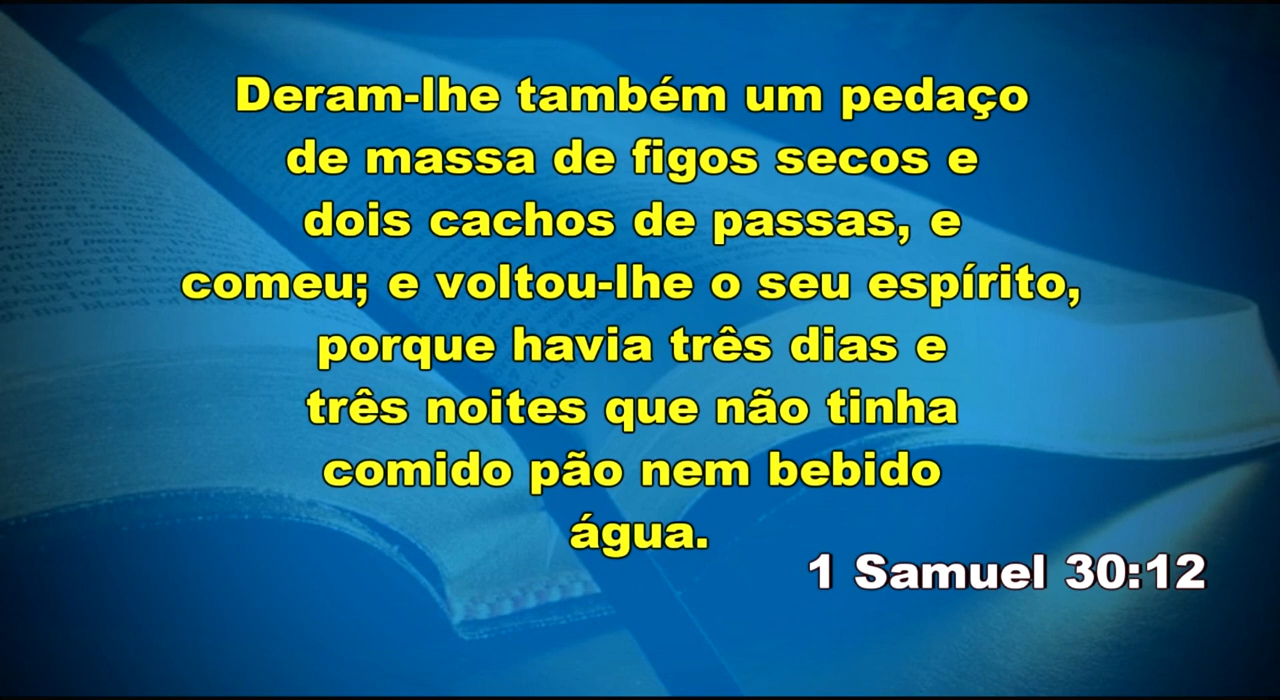 Deram-lhe também um pedaço
de massa de figos secos e
dois cachos de passas, e
comeu; e voltou-lhe o seu espírito,
porque havia três dias e
três noites que não tinha
comido pão nem bebido
água.
1 Samuel 30:12